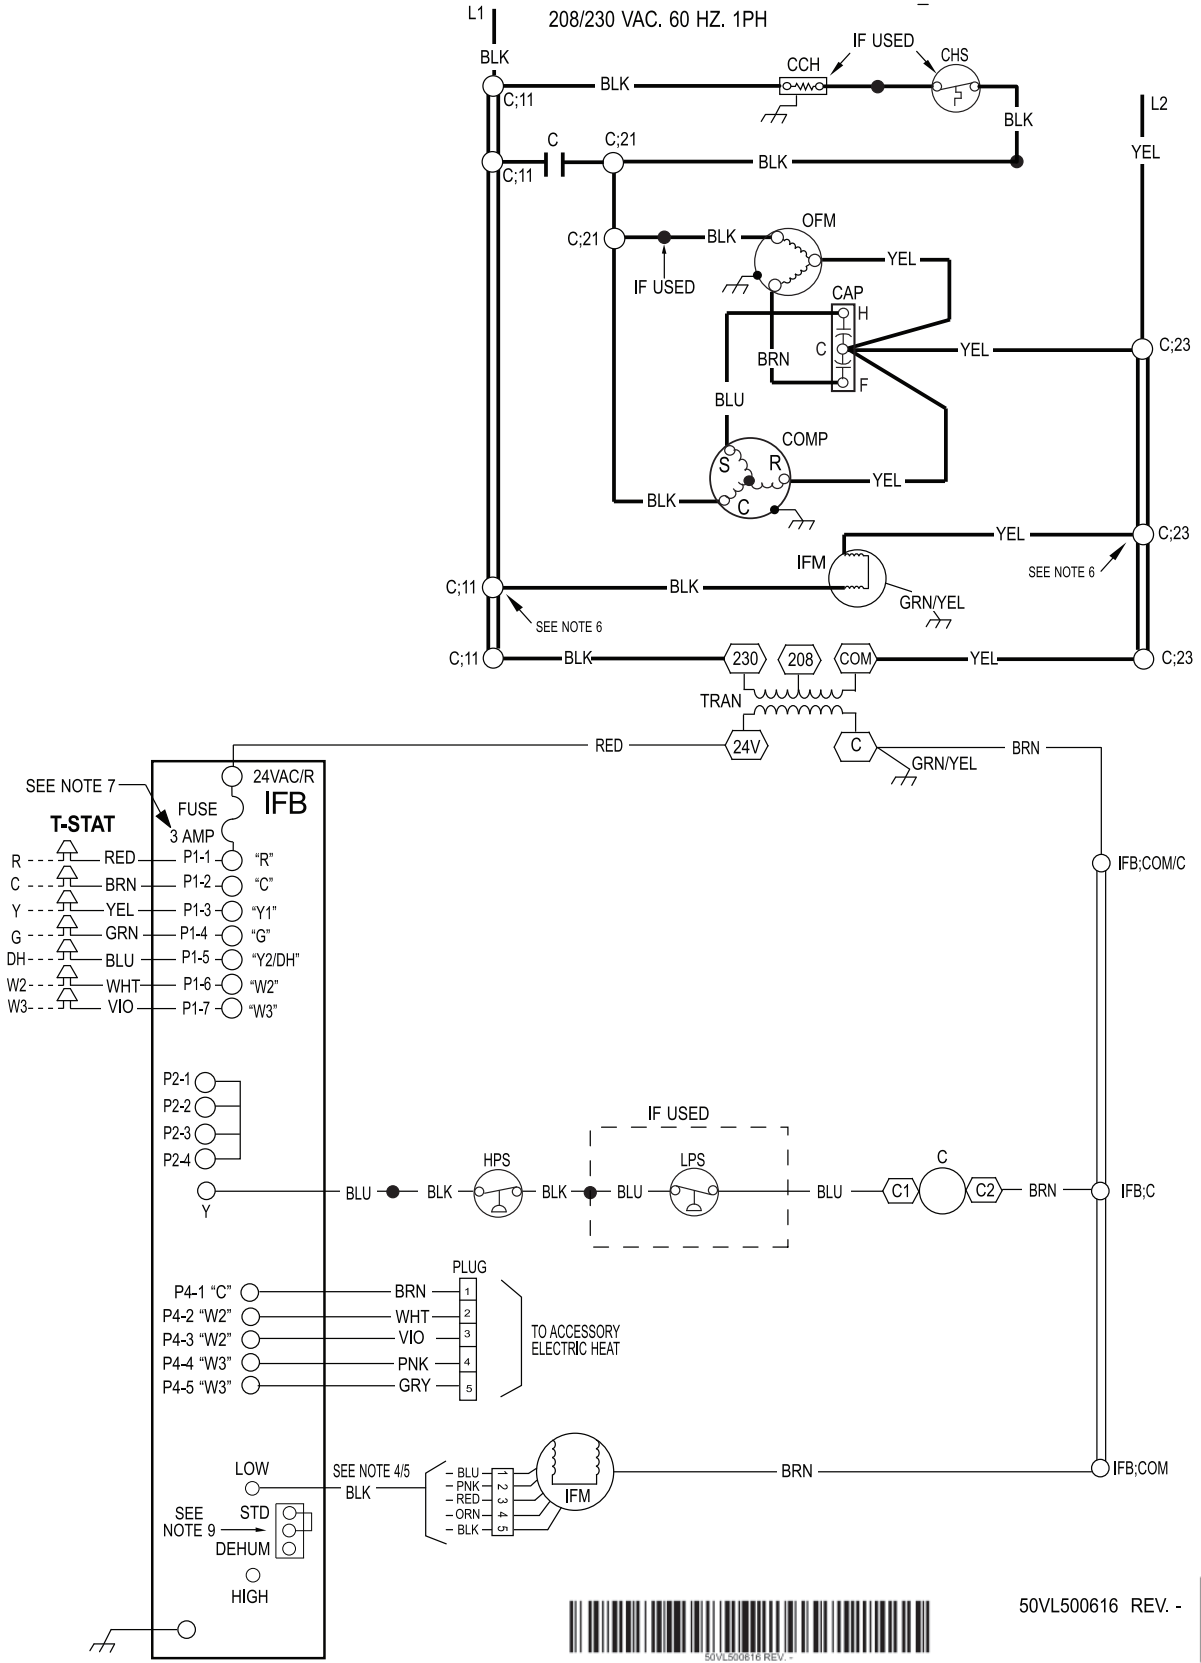 L1
208/230 VAC. 60 HZ. 1PH
BLK
IF USED
CCH
CHS
C;11
BLK
BLK
L2
YEL
C
C;21
C;11
BLK
C;21
BLK
OFM
IF USED
YEL
CAP
H
C
F
BRN
YEL
C;23
BLU
COMP
S
R
C
YEL
BLK
YEL
C;23
IFM
SEE NOTE 6
C;11
BLK
GRN/YEL
SEE NOTE 6
C;11
BLK
230
208
COM
YEL
C;23
TRAN
24V
C
RED
GRN/YEL
BRN
SEE NOTE 7
24VAC/R
IFB
FUSE
3 AMP
T-STAT
R RED P1-1 "R"
C BRN P1-2 "C"
Y YEL P1-3 "Y1"
G GRN P1-4 "G"
DH BLU P1-5 "Y2/DH"
W2 WHT P1-6 "W2"
W3 VIO P1-7 "W3"
IFB;COM/C
P2-1
P2-2
P2-3
P2-4
IF USED
HPS
LPS
C
Y
BLU
BLK
BLK
BLU
BLU
C1
C2
BRN
IFB;C
PLUG
P4-1 "C" BRN 1
P4-2 "W2" WHT 2
P4-3 "W2" VIO 3
P4-4 "W3" PNK 4
P4-5 "W3" GRY 5
TO ACCESSORY
ELECTRIC HEAT
LOW
SEE NOTE 4/5
BLK
BLU 1
PNK 2
RED 3
ORN 4
BLK 5
IFM
BRN
IFB;COM
SEE
NOTE 9
STD
DEHUM
HIGH
50VL500616 REV. -
50VL500616 REV. -